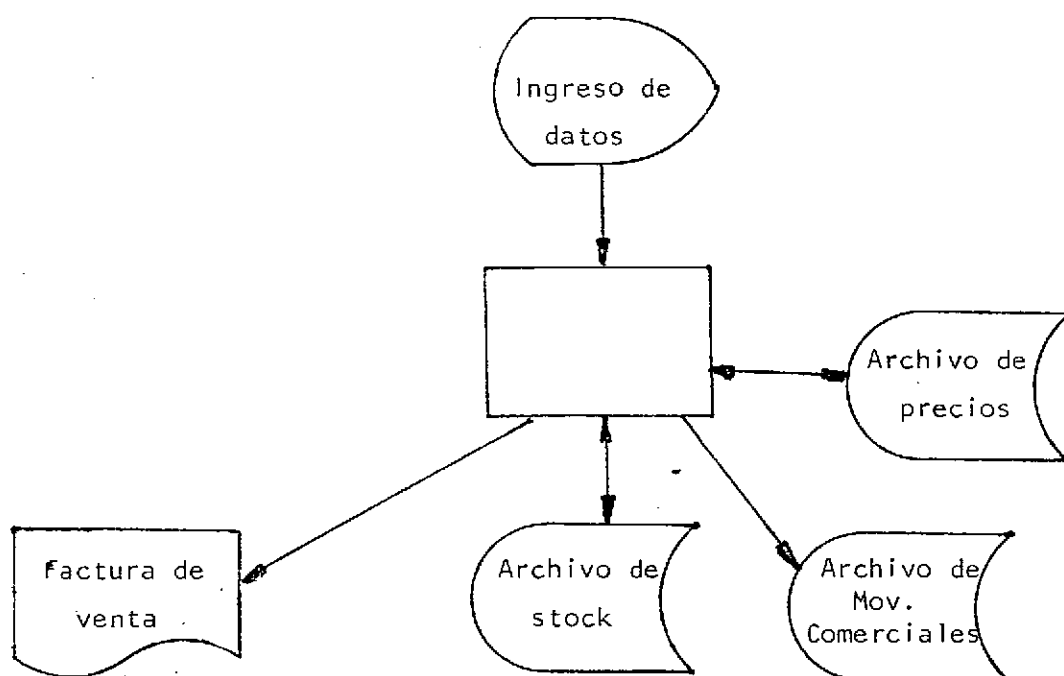 Ingreso de
datos
Archivo de
precios
Factura de
venta
Archivo de
stock
Archivo de
Mov.
Comerciales